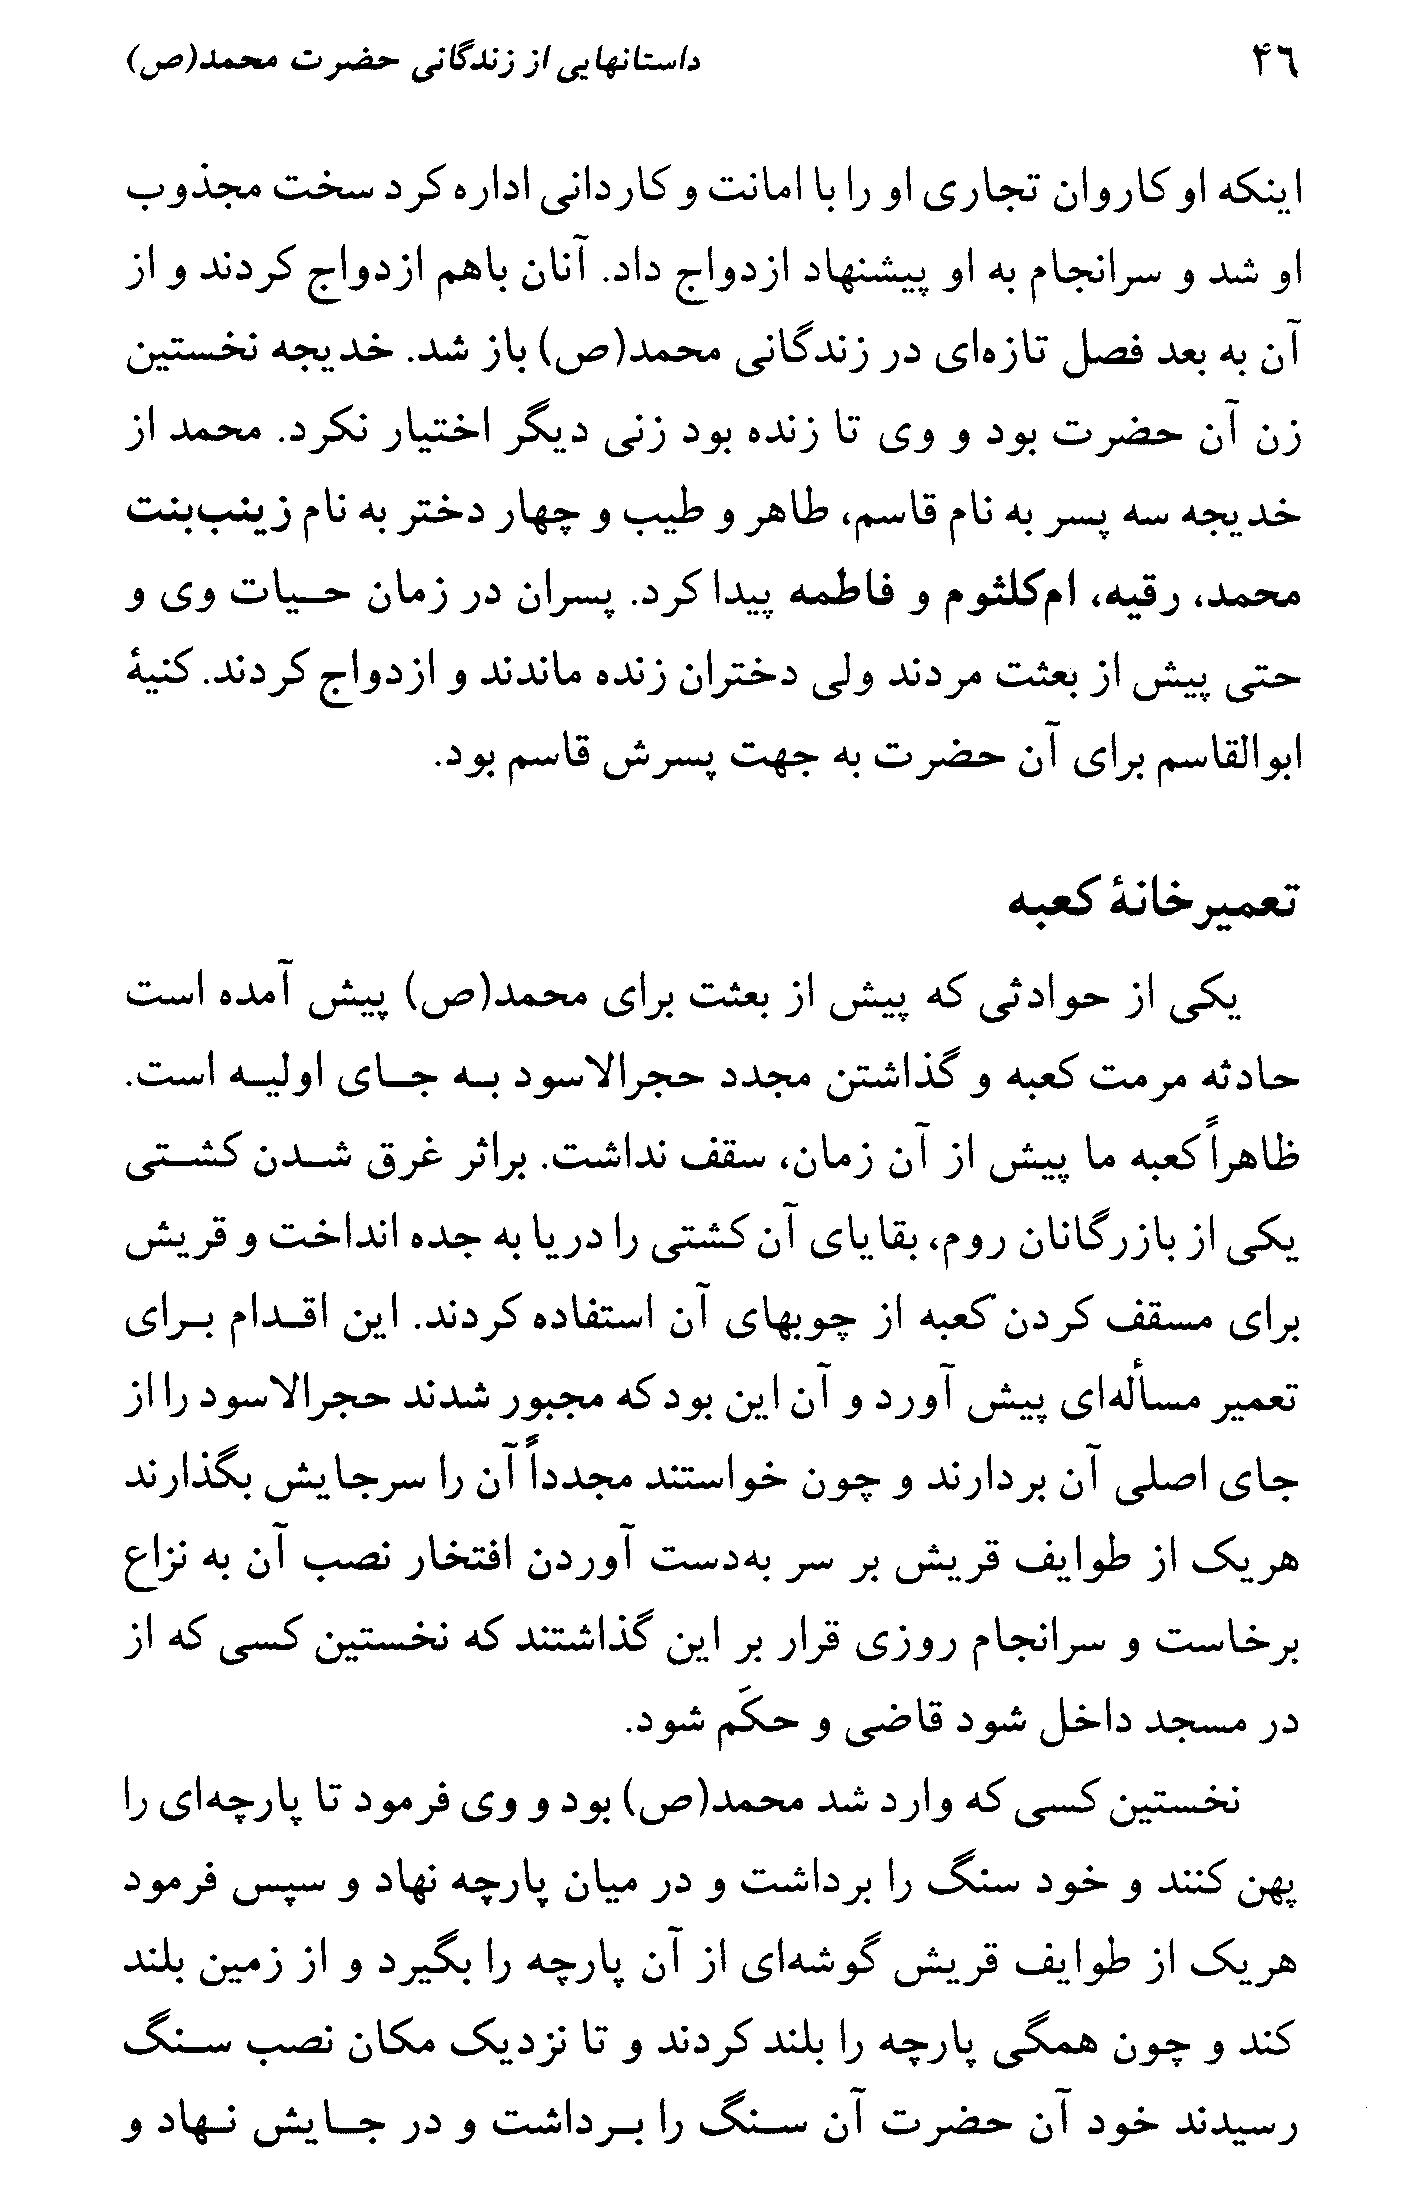 ۴٦ داستانهایی از زندگانی حضرت محمد(ص)
اینکه او کاروان تجاری او را با امانت و کاردانی اداره کرد سخت مجذوب
او شد و سرانجام به او پیشنهاد ازدواج داد. آنان باهم ازدواج کردند و از
آن به بعد فصل تازه‌ای در زندگانی محمد(ص) باز شد. خدیجه نخستین
زن آن حضرت بود و وی تا زنده بود زنی دیگر اختیار نکرد. محمد از
خدیجه سه پسر به نام قاسم، طاهر و طیب و چهار دختر به نام زینب‌بنت
محمد، رقیه، ام‌کلثوم و فاطمه پیدا کرد. پسران در زمان حیات وی و
حتی پیش از بعثت مردند ولی دختران زنده ماندند و ازدواج کردند. کنیهٔ
ابوالقاسم برای آن حضرت به جهت پسرش قاسم بود.
تعمیر خانهٔ کعبه
یکی از حوادثی که پیش از بعثت برای محمد(ص) پیش آمده است
حادثه مرمت کعبه و گذاشتن مجدد حجرالاسود به جای اولیه است.
ظاهراً کعبه ما پیش از آن زمان، سقف نداشت. براثر غرق شدن کشتی
یکی از بازرگانان روم، بقایای آن کشتی را دریا به جده انداخت و قریش
برای مسقف کردن کعبه از چوبهای آن استفاده کردند. این اقدام برای
تعمیر مسأله‌ای پیش آورد و آن این بود که مجبور شدند حجرالاسود را از
جای اصلی آن بردارند و چون خواستند مجدداً آن را سرجایش بگذارند
هریک از طوایف قریش بر سر به‌دست آوردن افتخار نصب آن به نزاع
برخاست و سرانجام روزی قرار بر این گذاشتند که نخستین کسی که از
در مسجد داخل شود قاضی و حکَم شود.
نخستین کسی که وارد شد محمد(ص) بود و وی فرمود تا پارچه‌ای را
پهن کنند و خود سنگ را برداشت و در میان پارچه نهاد و سپس فرمود
هریک از طوایف قریش گوشه‌ای از آن پارچه را بگیرد و از زمین بلند
کند و چون همگی پارچه را بلند کردند و تا نزدیک مکان نصب سنگ
رسیدند خود آن حضرت آن سنگ را برداشت و در جایش نهاد و